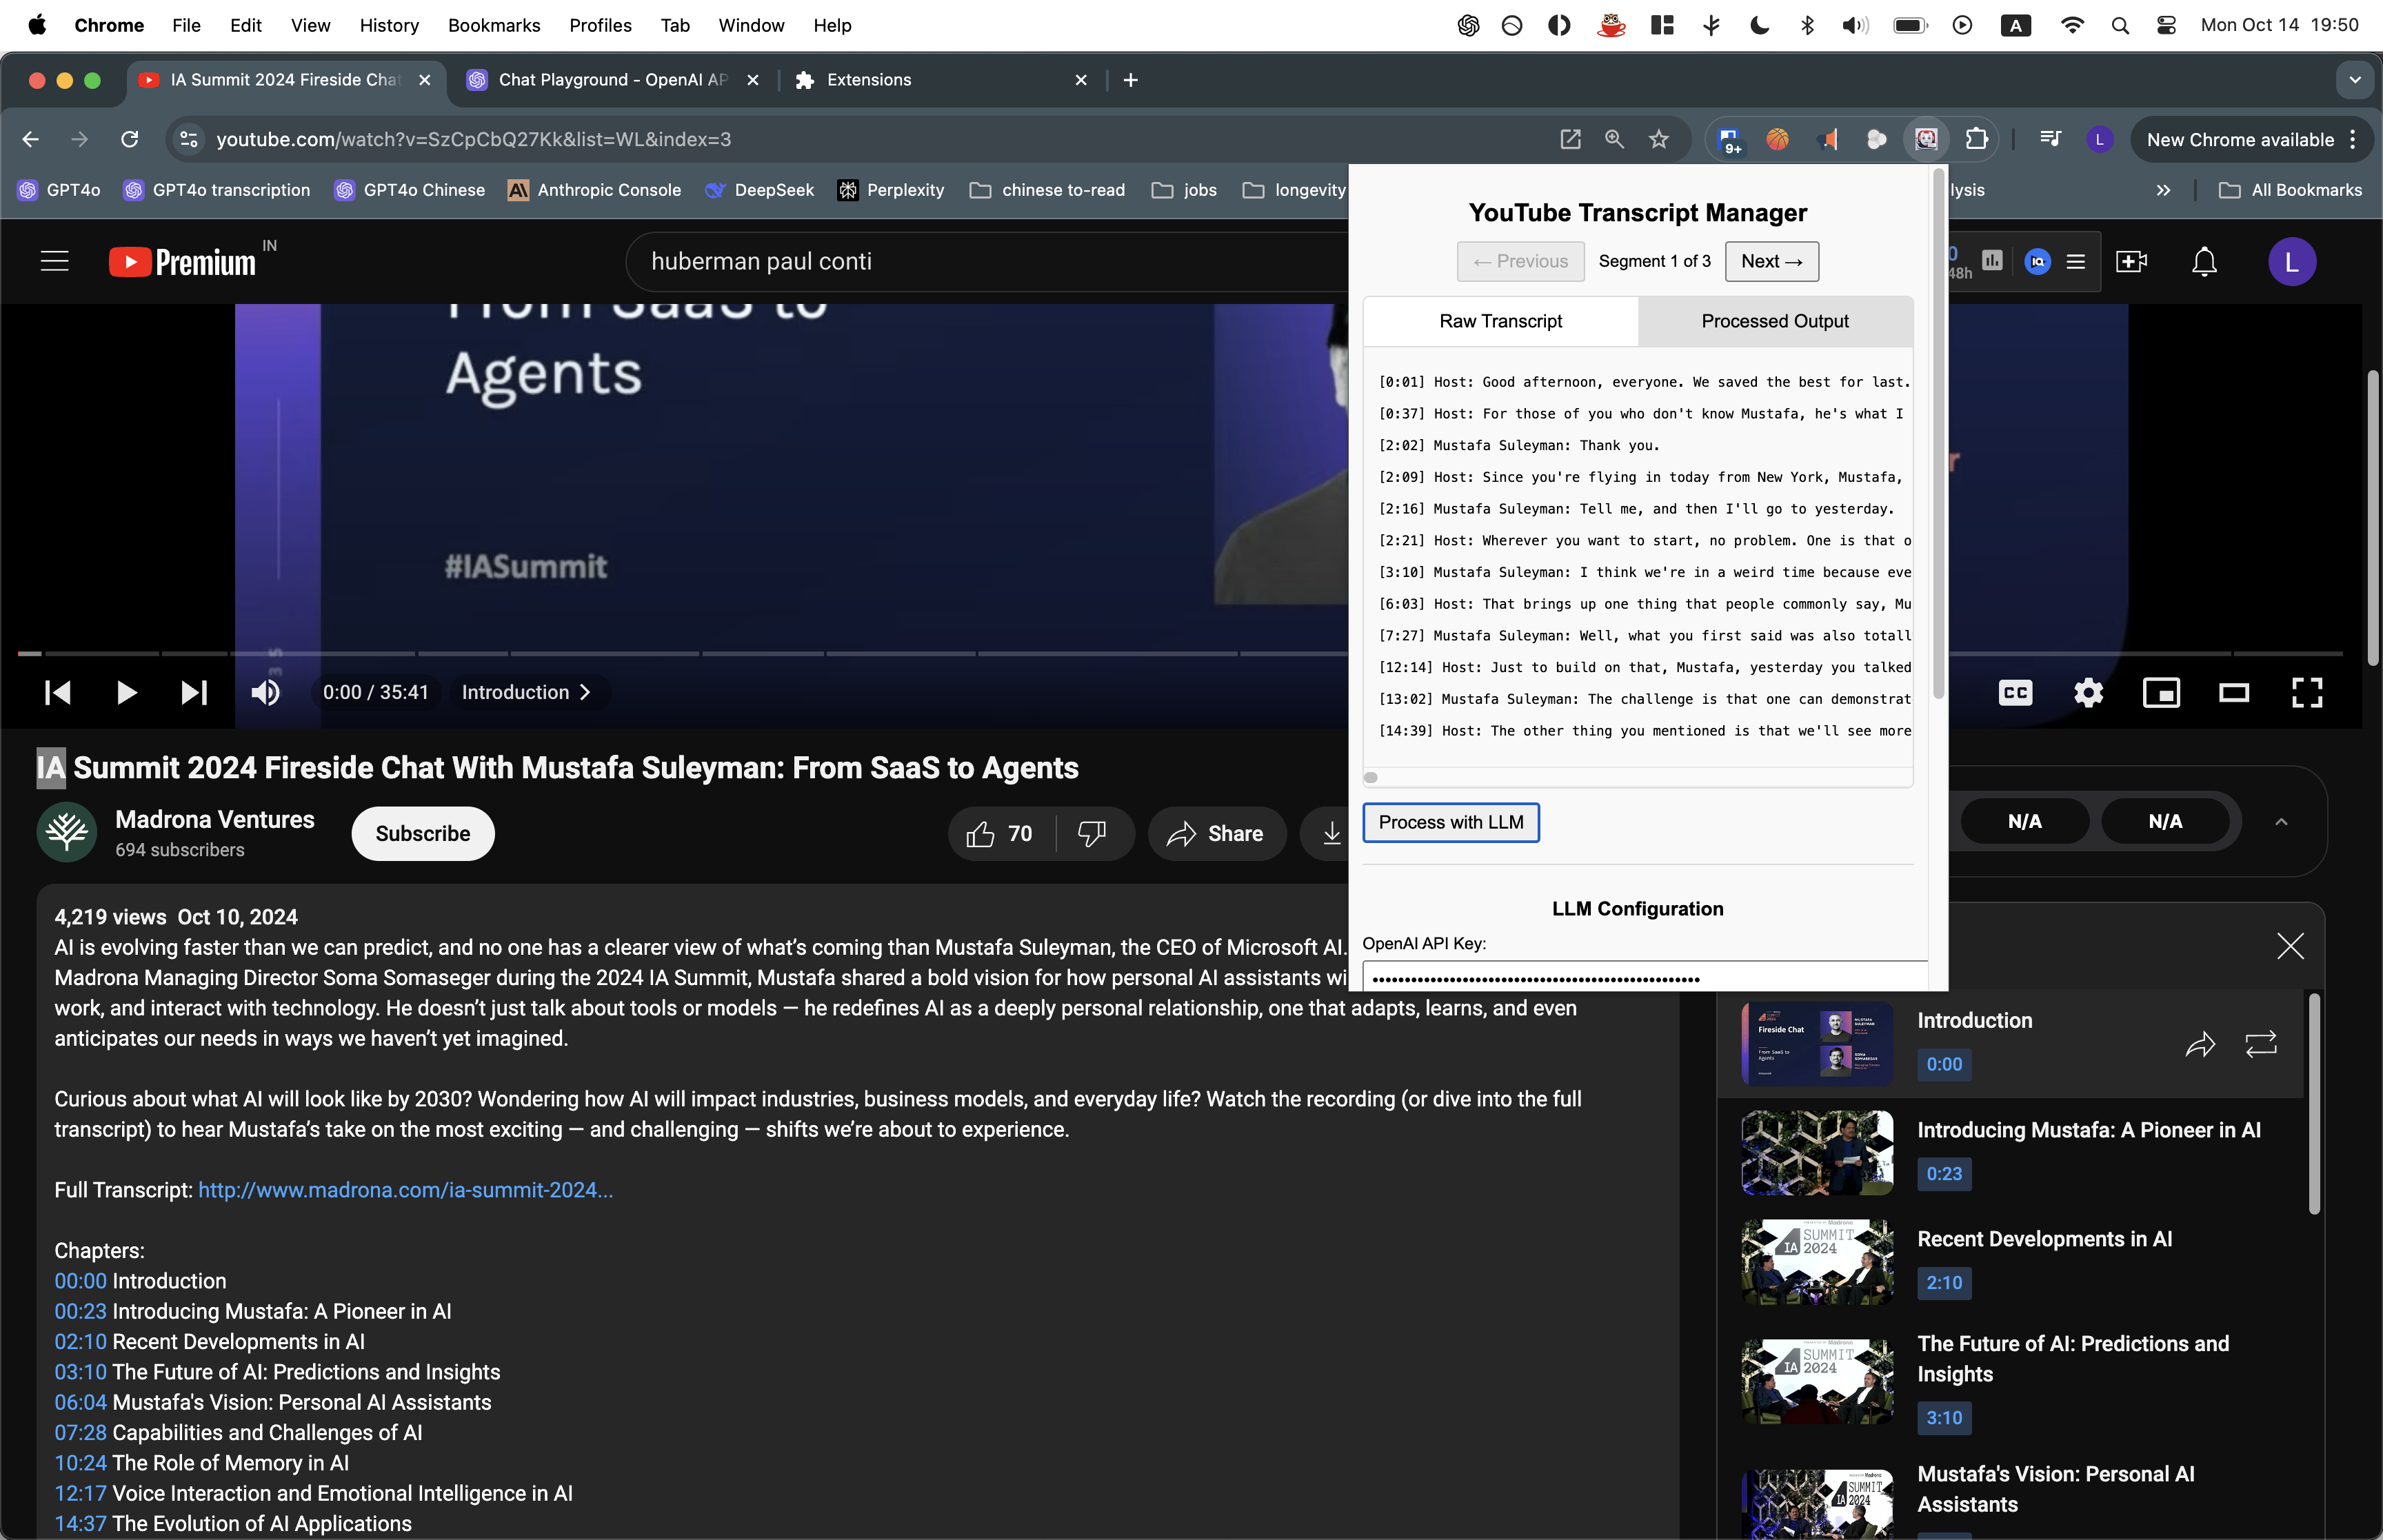 Chrome File Edit View History Bookmarks Profiles Tab Window Help A Mon Oct 14 19:50
IA Summit 2024 Fireside Chat
Chat Playground - OpenAI AP
Extensions
youtube.com/watch?v=SzCpCbQ27Kk&list=WL&index=3
9+
L
New Chrome available
GPT4o
GPT4o transcription
GPT4o Chinese
Anthropic Console
DeepSeek
Perplexity
chinese to-read
jobs
longevity
lysis
All Bookmarks
Premium IN
huberman paul conti
0
48h
IQ
L
From SaaS to
Agents
#IASummit
0:00 / 35:41
Introduction
CC
YouTube Transcript Manager
← Previous
Segment 1 of 3
Next →
Raw Transcript
Processed Output
[0:01] Host: Good afternoon, everyone. We saved the best for last.
[0:37] Host: For those of you who don't know Mustafa, he's what I
[2:02] Mustafa Suleyman: Thank you.
[2:09] Host: Since you're flying in today from New York, Mustafa,
[2:16] Mustafa Suleyman: Tell me, and then I'll go to yesterday.
[2:21] Host: Wherever you want to start, no problem. One is that o
[3:10] Mustafa Suleyman: I think we're in a weird time because eve
[6:03] Host: That brings up one thing that people commonly say, Mu
[7:27] Mustafa Suleyman: Well, what you first said was also totall
[12:14] Host: Just to build on that, Mustafa, yesterday you talked
[13:02] Mustafa Suleyman: The challenge is that one can demonstrat
[14:39] Host: The other thing you mentioned is that we'll see more
Process with LLM
LLM Configuration
OpenAI API Key:
IA Summit 2024 Fireside Chat With Mustafa Suleyman: From SaaS to Agents
Madrona Ventures
694 subscribers
Subscribe
70
Share
N/A
N/A
4,219 views Oct 10, 2024
AI is evolving faster than we can predict, and no one has a clearer view of what’s coming than Mustafa Suleyman, the CEO of Microsoft AI.
Madrona Managing Director Soma Somaseger during the 2024 IA Summit, Mustafa shared a bold vision for how personal AI assistants wi
work, and interact with technology. He doesn’t just talk about tools or models — he redefines AI as a deeply personal relationship, one that adapts, learns, and even
anticipates our needs in ways we haven’t yet imagined.
Curious about what AI will look like by 2030? Wondering how AI will impact industries, business models, and everyday life? Watch the recording (or dive into the full
transcript) to hear Mustafa’s take on the most exciting — and challenging — shifts we’re about to experience.
Full Transcript: http://www.madrona.com/ia-summit-2024...
Chapters:
00:00 Introduction
00:23 Introducing Mustafa: A Pioneer in AI
02:10 Recent Developments in AI
03:10 The Future of AI: Predictions and Insights
06:04 Mustafa's Vision: Personal AI Assistants
07:28 Capabilities and Challenges of AI
10:24 The Role of Memory in AI
12:17 Voice Interaction and Emotional Intelligence in AI
14:37 The Evolution of AI Applications
Fireside Chat
From SaaS to
Agents
Introduction
0:00
Introducing Mustafa: A Pioneer in AI
0:23
SUMMIT
IA 2024
Recent Developments in AI
2:10
SUMMIT
IA 2024
The Future of AI: Predictions and
Insights
3:10
SUMMIT
IA 2024
Mustafa's Vision: Personal AI
Assistants